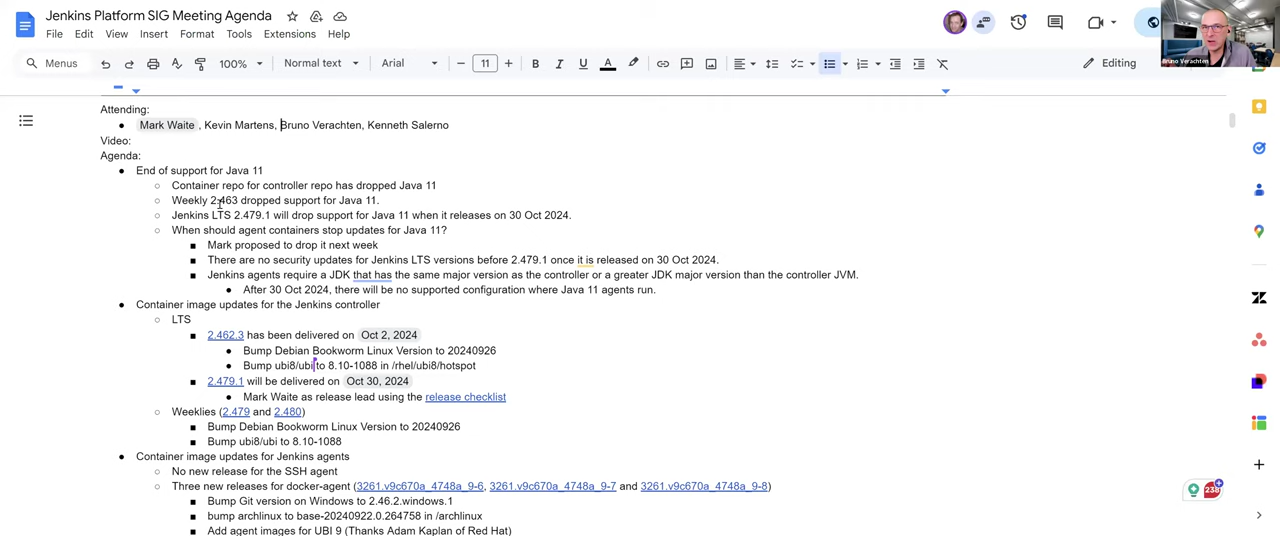 Jenkins Platform SIG Meeting Agenda
File Edit View Insert Format Tools Extensions Help
Menus 100% Normal text Arial 11 B I U A Editing
Bruno Verachten
Attending:
Mark Waite , Kevin Martens, Bruno Verachten, Kenneth Salerno
Video:
Agenda:
End of support for Java 11
Container repo for controller repo has dropped Java 11
Weekly 2.463 dropped support for Java 11.
Jenkins LTS 2.479.1 will drop support for Java 11 when it releases on 30 Oct 2024.
When should agent containers stop updates for Java 11?
Mark proposed to drop it next week
There are no security updates for Jenkins LTS versions before 2.479.1 once it is released on 30 Oct 2024.
Jenkins agents require a JDK that has the same major version as the controller or a greater JDK major version than the controller JVM.
After 30 Oct 2024, there will be no supported configuration where Java 11 agents run.
Container image updates for the Jenkins controller
LTS
2.462.3 has been delivered on Oct 2, 2024
Bump Debian Bookworm Linux Version to 20240926
Bump ubi8/ubi to 8.10-1088 in /rhel/ubi8/hotspot
2.479.1 will be delivered on Oct 30, 2024
Mark Waite as release lead using the release checklist
Weeklies (2.479 and 2.480)
Bump Debian Bookworm Linux Version to 20240926
Bump ubi8/ubi to 8.10-1088
Container image updates for Jenkins agents
No new release for the SSH agent
Three new releases for docker-agent (3261.v9c670a_4748a_9-6, 3261.v9c670a_4748a_9-7 and 3261.v9c670a_4748a_9-8)
Bump Git version on Windows to 2.46.2.windows.1
bump archlinux to base-20240922.0.264758 in /archlinux
Add agent images for UBI 9 (Thanks Adam Kaplan of Red Hat)
238